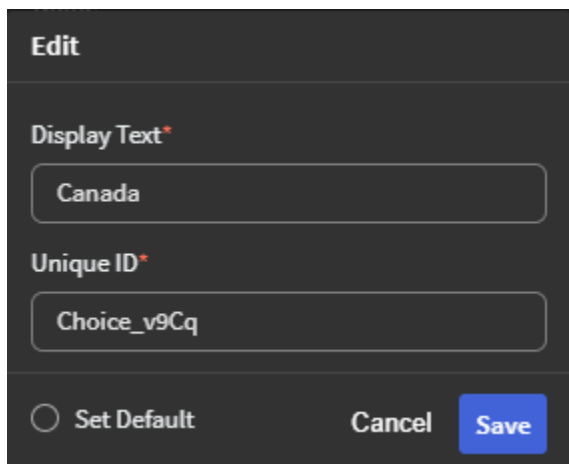 Edit
Display Text*
Canada
Unique ID*
Choice_v9Cq
Set Default Cancel Save